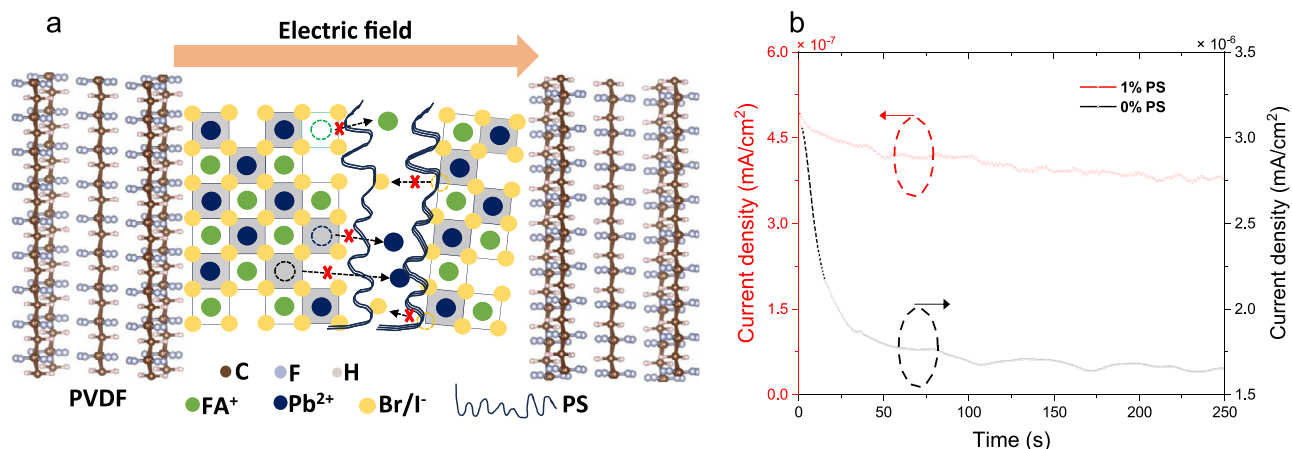 a
Electric field
PVDF
C
F
H
FA⁺
Pb²⁺
Br/I⁻
PS
b
× 10⁻⁷
× 10⁻⁶
6.0
4.5
3.0
1.5
0.0
Current density (mA/cm²)
1% PS
0% PS
3.5
3.0
2.5
2.0
1.5
Current density (mA/cm²)
0
50
100
150
200
250
Time (s)